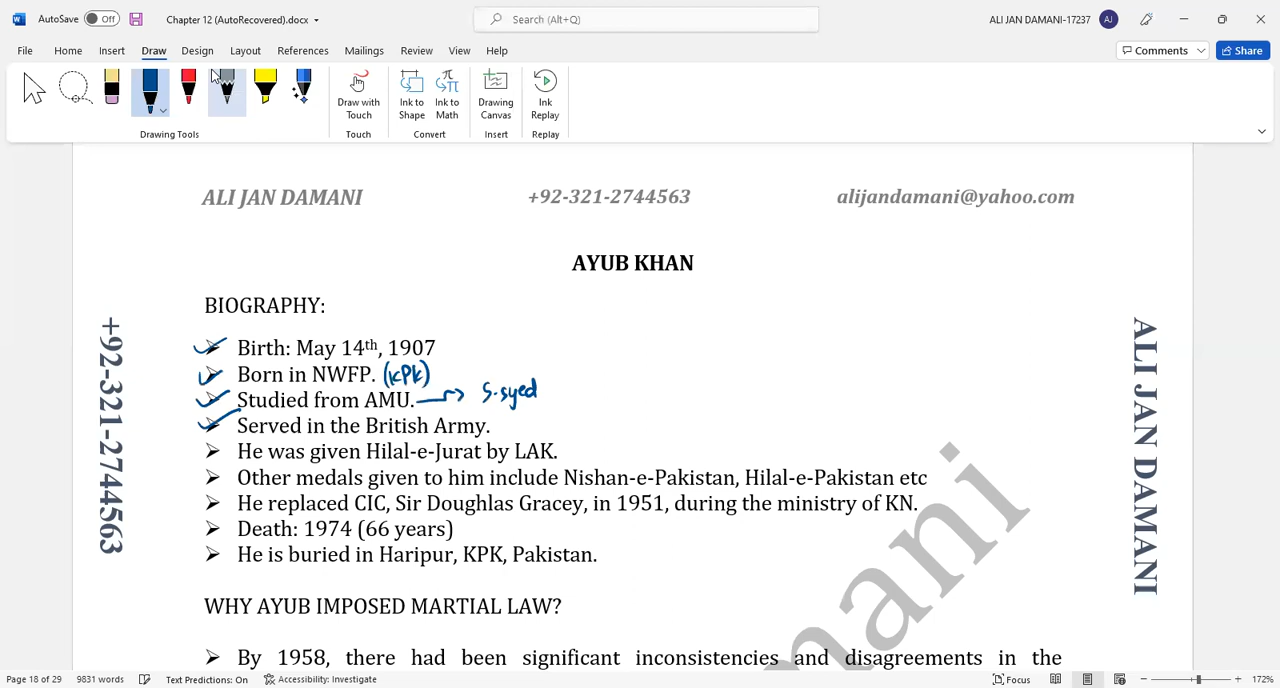 AutoSave Off Chapter 12 (AutoRecovered).docx Search (Alt+Q) ALI JAN DAMANI-17237 AJ
File Home Insert Draw Design Layout References Mailings Review View Help Comments Share
Draw with Touch Ink to Shape Ink to Math Drawing Canvas Ink Replay
Drawing Tools Touch Convert Insert Replay
ALI JAN DAMANI +92-321-2744563 alijandamani@yahoo.com
AYUB KHAN
BIOGRAPHY:
Birth: May 14th, 1907
Born in NWFP. (KPK)
Studied from AMU. → S.Syed
Served in the British Army.
He was given Hilal-e-Jurat by LAK.
Other medals given to him include Nishan-e-Pakistan, Hilal-e-Pakistan etc
He replaced CIC, Sir Doughlas Gracey, in 1951, during the ministry of KN.
Death: 1974 (66 years)
He is buried in Haripur, KPK, Pakistan.
WHY AYUB IMPOSED MARTIAL LAW?
By 1958, there had been significant inconsistencies and disagreements in the
+92-321-2744563
ALI JAN DAMANI
mani
Page 18 of 29 9831 words Text Predictions: On Accessibility: Investigate Focus 172%